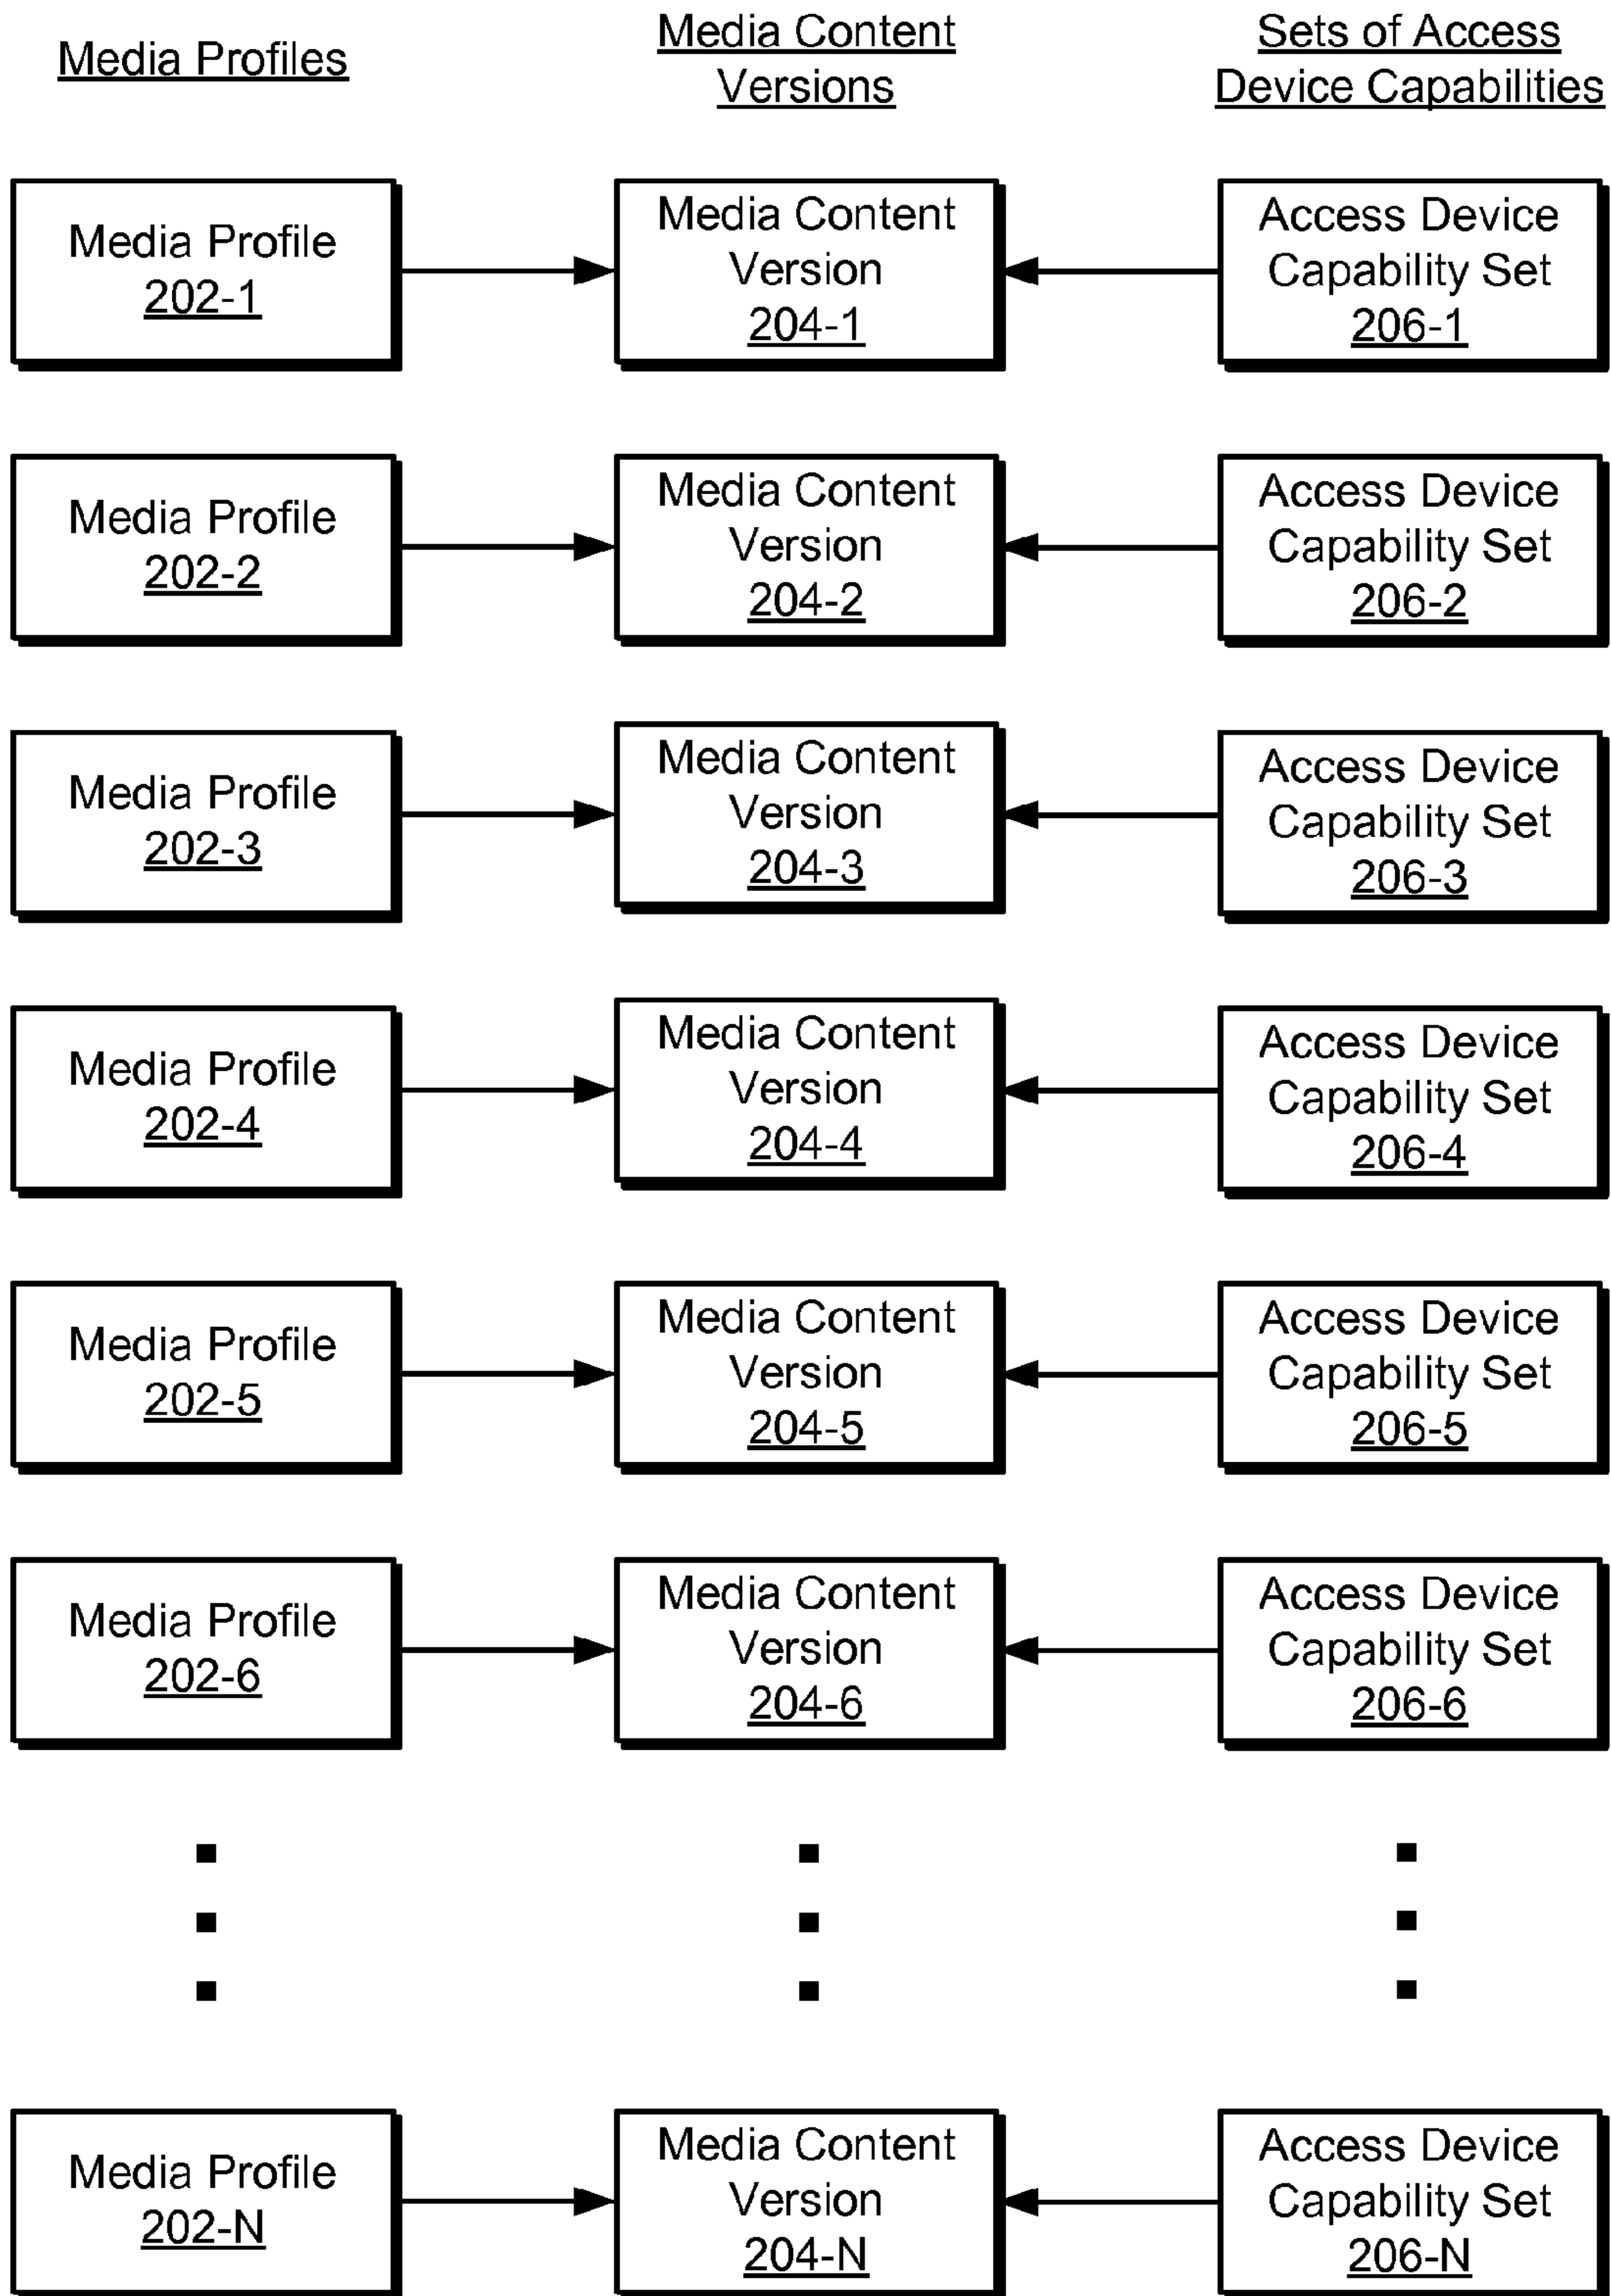 Media Profiles
Media Content
Versions
Sets of Access
Device Capabilities
Media Profile
202-1
Media Content
Version
204-1
Access Device
Capability Set
206-1
Media Profile
202-2
Media Content
Version
204-2
Access Device
Capability Set
206-2
Media Profile
202-3
Media Content
Version
204-3
Access Device
Capability Set
206-3
Media Profile
202-4
Media Content
Version
204-4
Access Device
Capability Set
206-4
Media Profile
202-5
Media Content
Version
204-5
Access Device
Capability Set
206-5
Media Profile
202-6
Media Content
Version
204-6
Access Device
Capability Set
206-6
Media Profile
202-N
Media Content
Version
204-N
Access Device
Capability Set
206-N